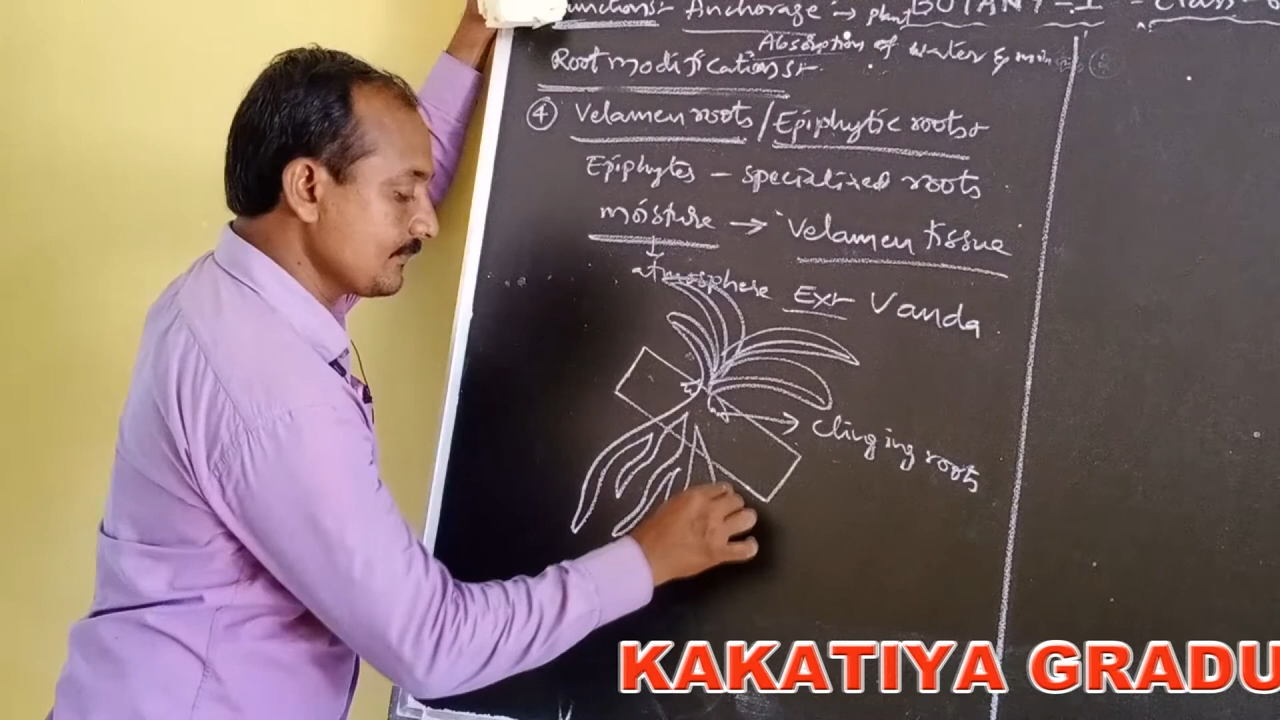 Functions:- Anchorage → plant BOTANY - I - Class -
Absorption of water & min
Root modifications:-
④ Velamen roots / Epiphytic roots:-
Epiphytes - specialized roots
moisture → Velamen tissue
↓
atmosphere Ex:- Vanda
→ clinging roots
KAKATIYA GRADU